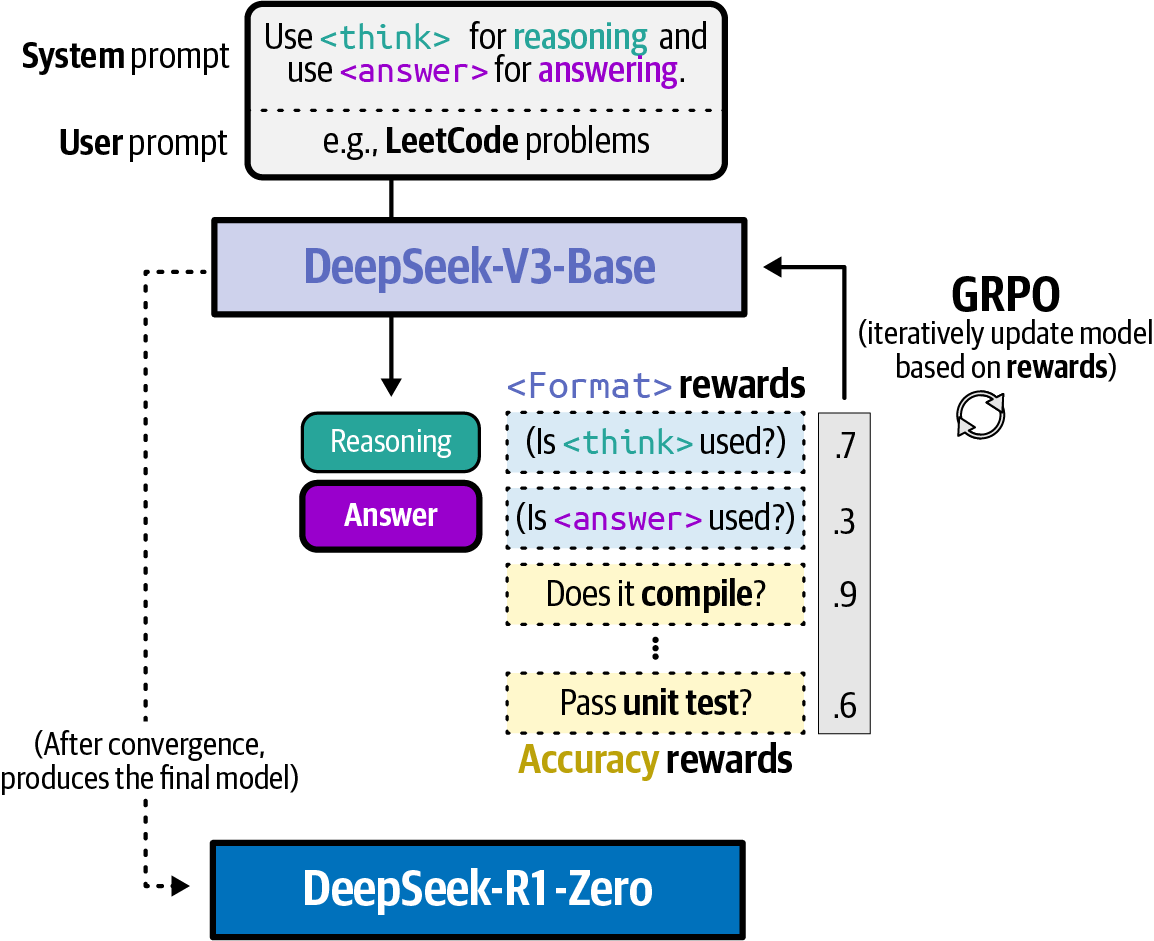 System prompt
Use <think> for reasoning and
use <answer> for answering.
User prompt
e.g., LeetCode problems
DeepSeek-V3-Base
GRPO
(iteratively update model
based on rewards)
<Format> rewards
Reasoning
(Is <think> used?)
.7
Answer
(Is <answer> used?)
.3
Does it compile?
.9
Pass unit test?
.6
Accuracy rewards
(After convergence,
produces the final model)
DeepSeek-R1-Zero